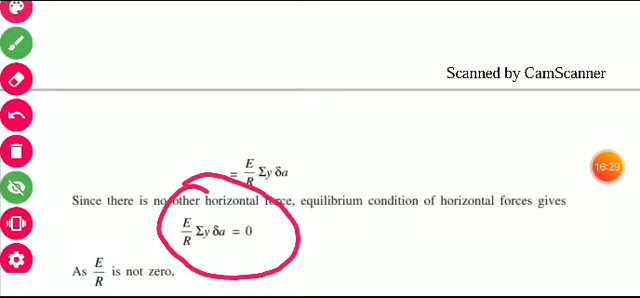 Scanned by CamScanner
16:29
= E/R Σy δa
Since there is no other horizontal force, equilibrium condition of horizontal forces gives
E/R Σy δa = 0
As E/R is not zero,